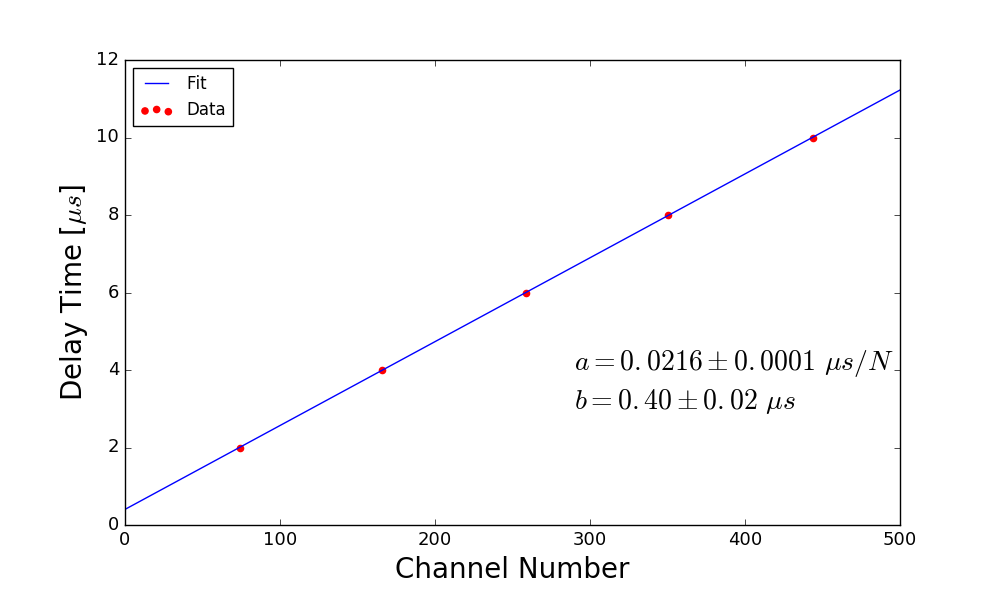 12
10
8
6
4
2
0
Fit
Data
Delay Time [μs]
a = 0.0216 ± 0.0001 μs/N
b = 0.40 ± 0.02 μs
0 100 200 300 400 500
Channel Number